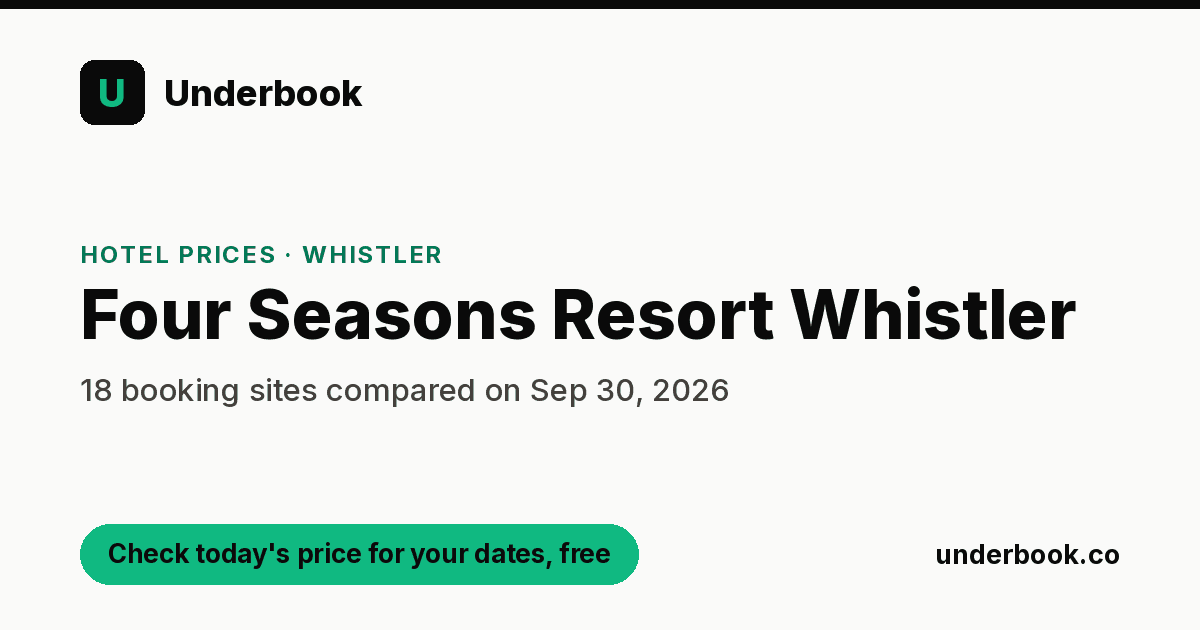 U Underbook
HOTEL PRICES · WHISTLER
Four Seasons Resort Whistler
18 booking sites compared on Sep 30, 2026
Check today's price for your dates, free
underbook.co